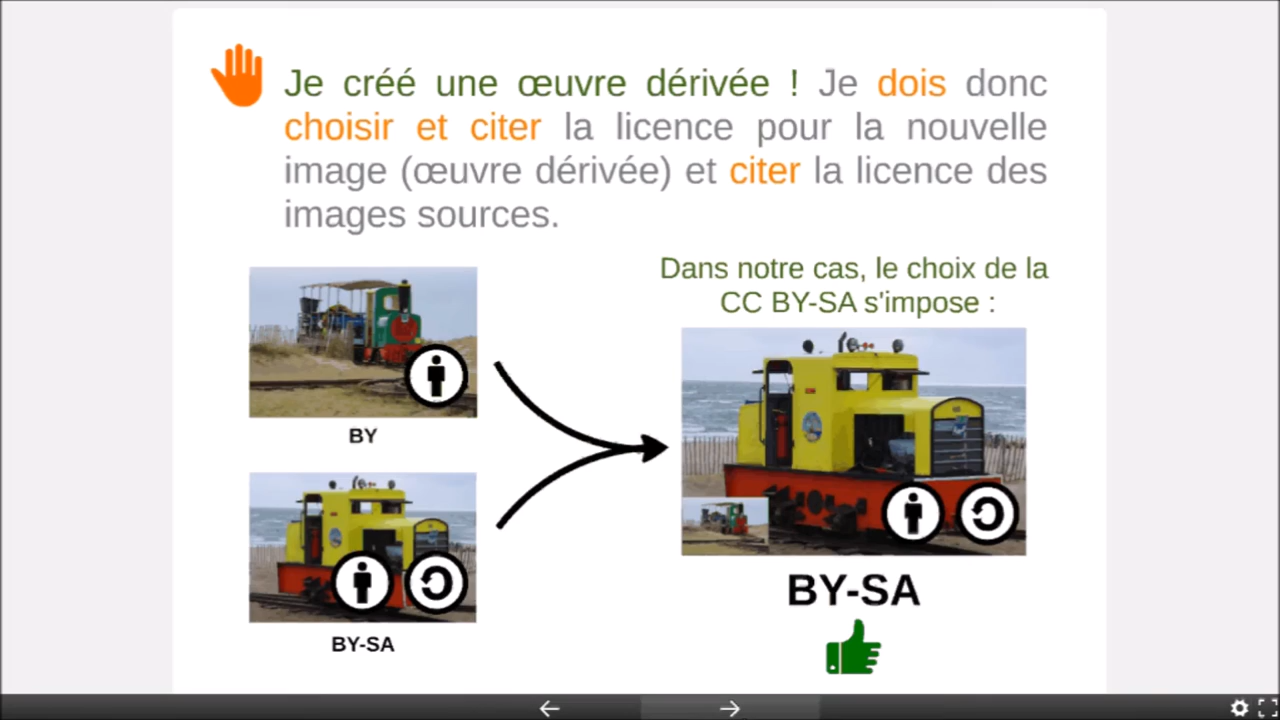 Je créé une œuvre dérivée ! Je dois donc
choisir et citer la licence pour la nouvelle
image (œuvre dérivée) et citer la licence des
images sources.
Dans notre cas, le choix de la
CC BY-SA s'impose :
BY
BY-SA
BY-SA